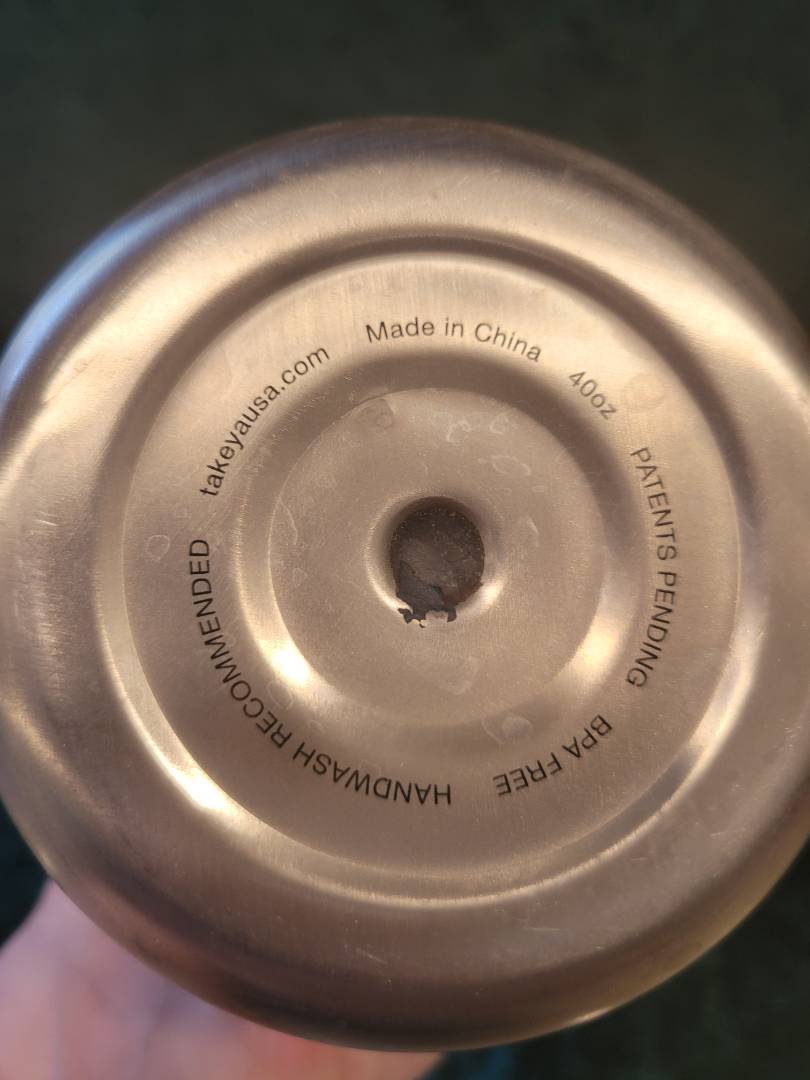 takeyausa.com
Made in China
40oz
PATENTS PENDING
BPA FREE
HANDWASH RECOMMENDED